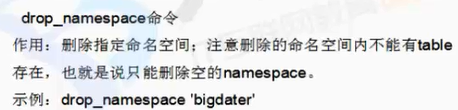 drop_namespace命令
作用：删除指定命名空间；注意删除的命名空间内不能有table
存在，也就是说只能删除空的namespace。
示例：drop_namespace 'bigdater'